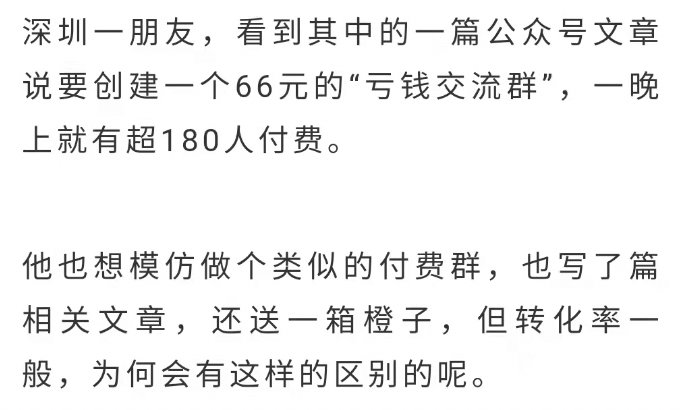 深圳一朋友，看到其中的一篇公众号文章
说要创建一个66元的“亏钱交流群”，一晚
上就有超180人付费。
他也想模仿做个类似的付费群，也写了篇
相关文章，还送一箱橙子，但转化率一
般，为何会有这样的区别的呢。